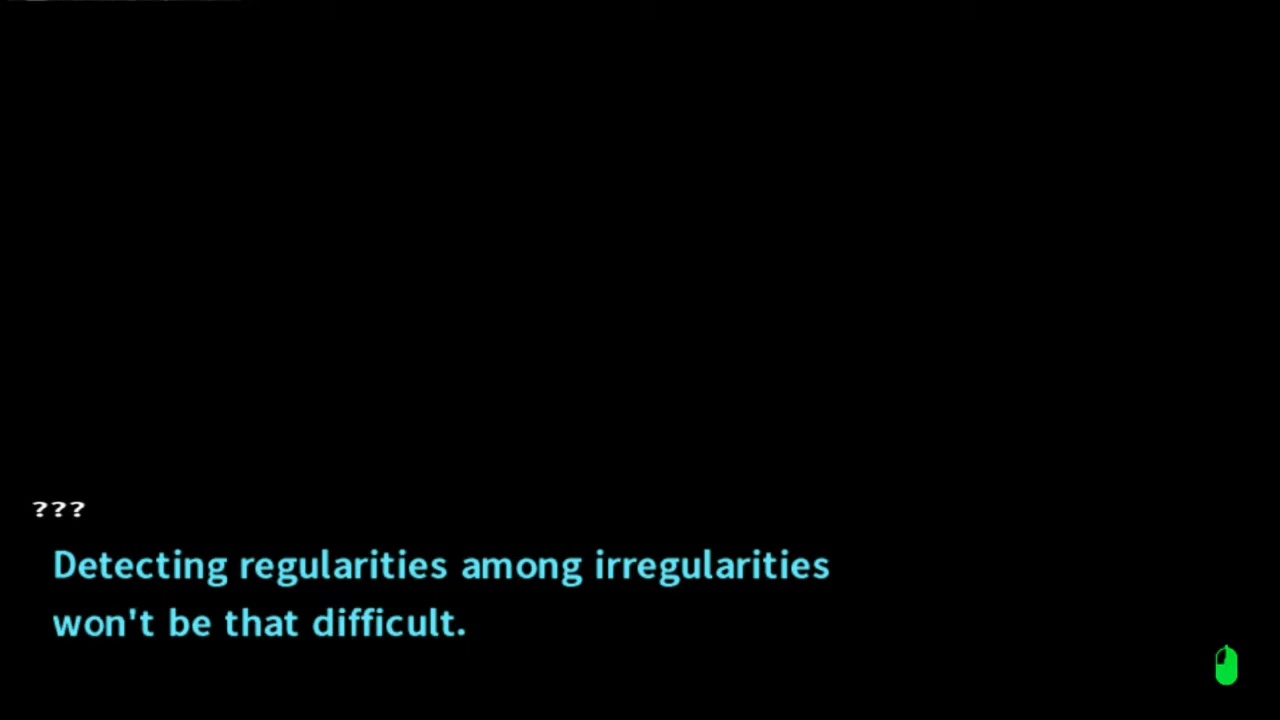 ???
Detecting regularities among irregularities
won't be that difficult.